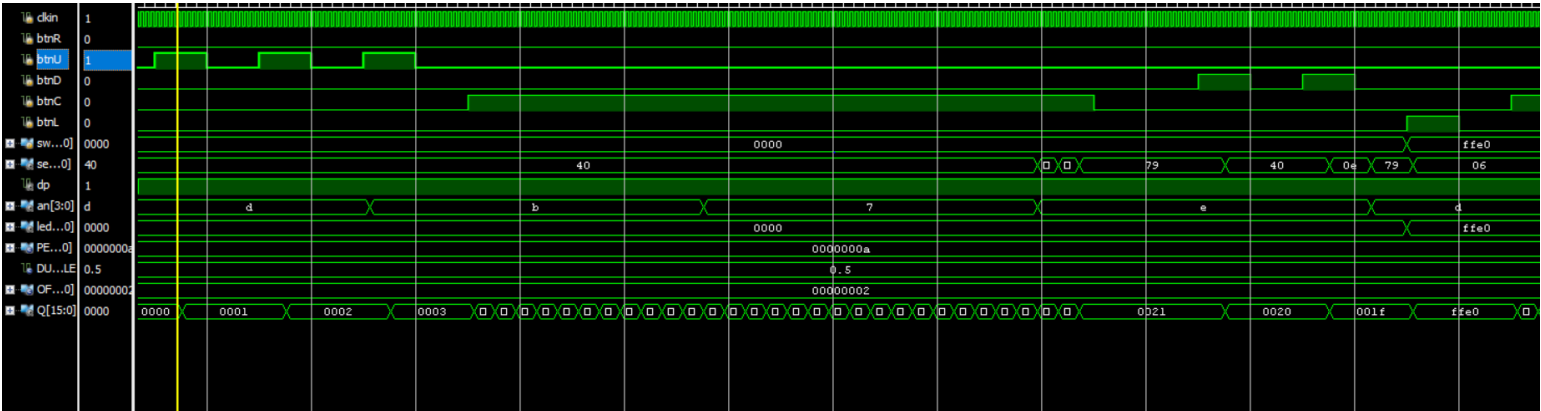 clkin 1
btnR 0
btnU 1
btnD 0
btnC 0
btnL 0
sw...0] 0000 0000 ffe0
se...0] 40 40 79 40 0e 79 06
dp 1
an[3:0] d d b 7 e d
led...0] 0000 0000 ffe0
PE...0] 0000000a 0000000a
DU...LE 0.5 0.5
OF...0] 00000002 00000002
Q[15:0] 0000 0000 0001 0002 0003 0021 0020 001f ffe0